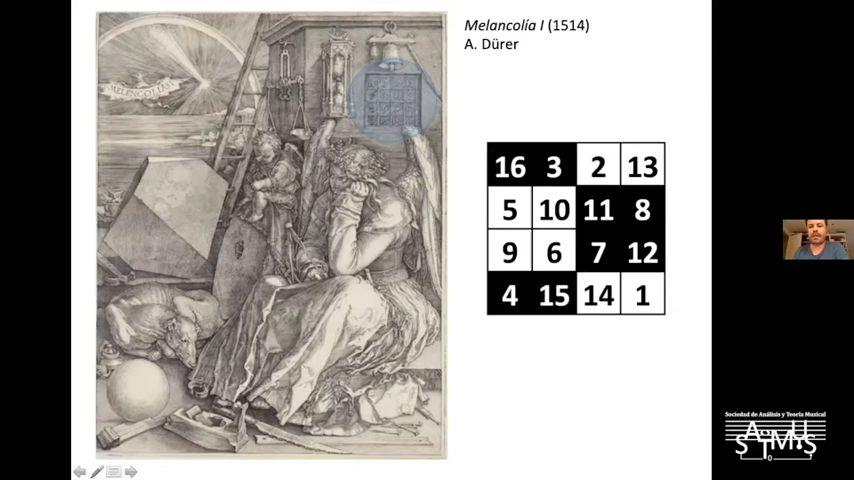 Melancolía I (1514)
A. Dürer
MELENCOLIA I
16 3 2 13
5 10 11 8
9 6 7 12
4 15 14 1
Sociedad de Análisis y Teoría Musical
SATMUS